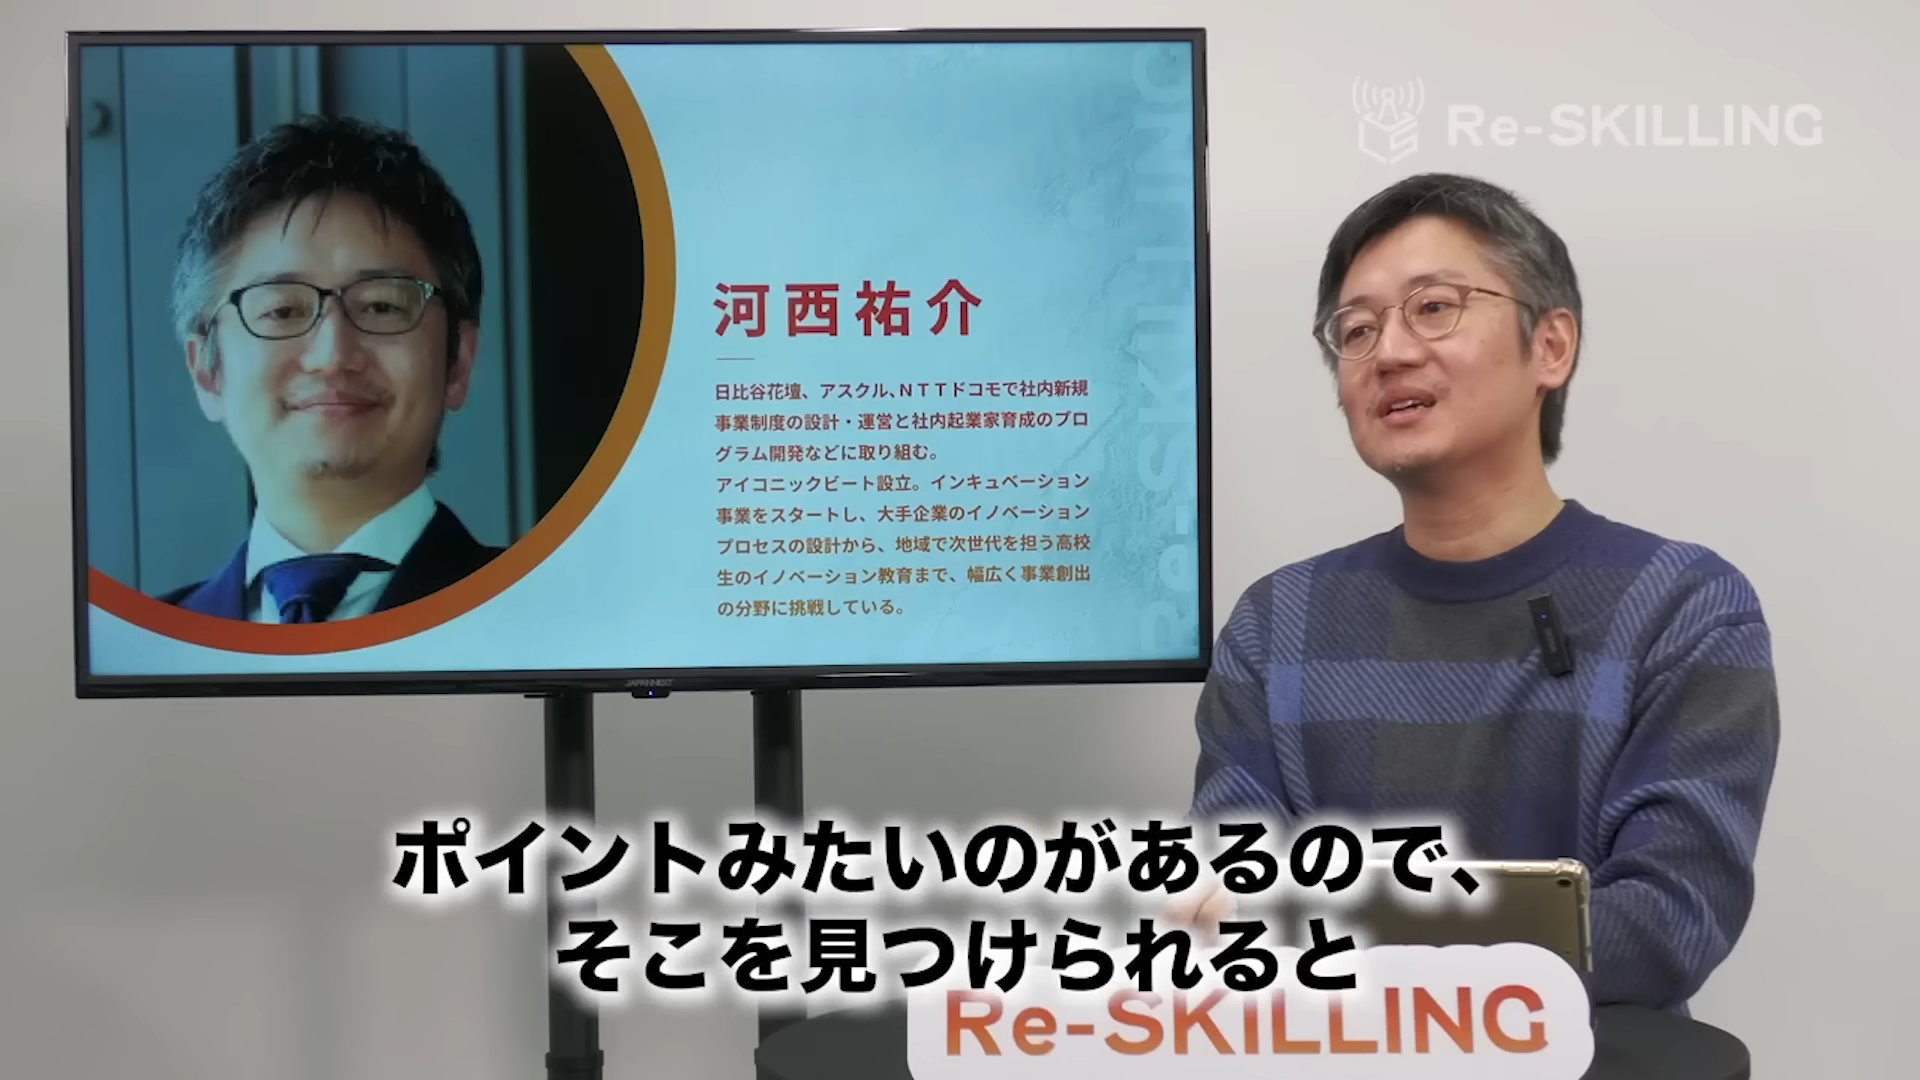 Re-SKILLING
河西祐介
日比谷花壇、アスクル、NTTドコモで社内新規
事業制度の設計・運営と社内起業家育成のプロ
グラム開発などに取り組む。
アイコニックビート設立。インキュベーション
事業をスタートし、大手企業のイノベーション
プロセスの設計から、地域で次世代を担う高校
生のイノベーション教育まで、幅広く事業創出
の分野に挑戦している。
Re-SKILLING
JAPANNEXT
ポイントみたいのがあるので、
そこを見つけられると
Re-SKILLING